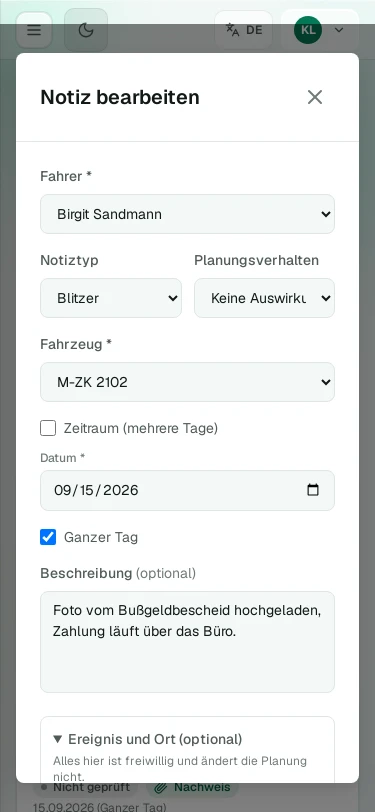 DE
KL
Notiz bearbeiten
Fahrer *
Birgit Sandmann
Notiztyp
Planungsverhalten
Blitzer
Keine Auswirku
Fahrzeug *
M-ZK 2102
Zeitraum (mehrere Tage)
Datum *
09/15/2026
Ganzer Tag
Beschreibung (optional)
Foto vom Bußgeldbescheid hochgeladen,
Zahlung läuft über das Büro.
Ereignis und Ort (optional)
Alles hier ist freiwillig und ändert die Planung
nicht.
Nicht geprüft
Nachweis
15.09.2026 (Ganzer Tag)